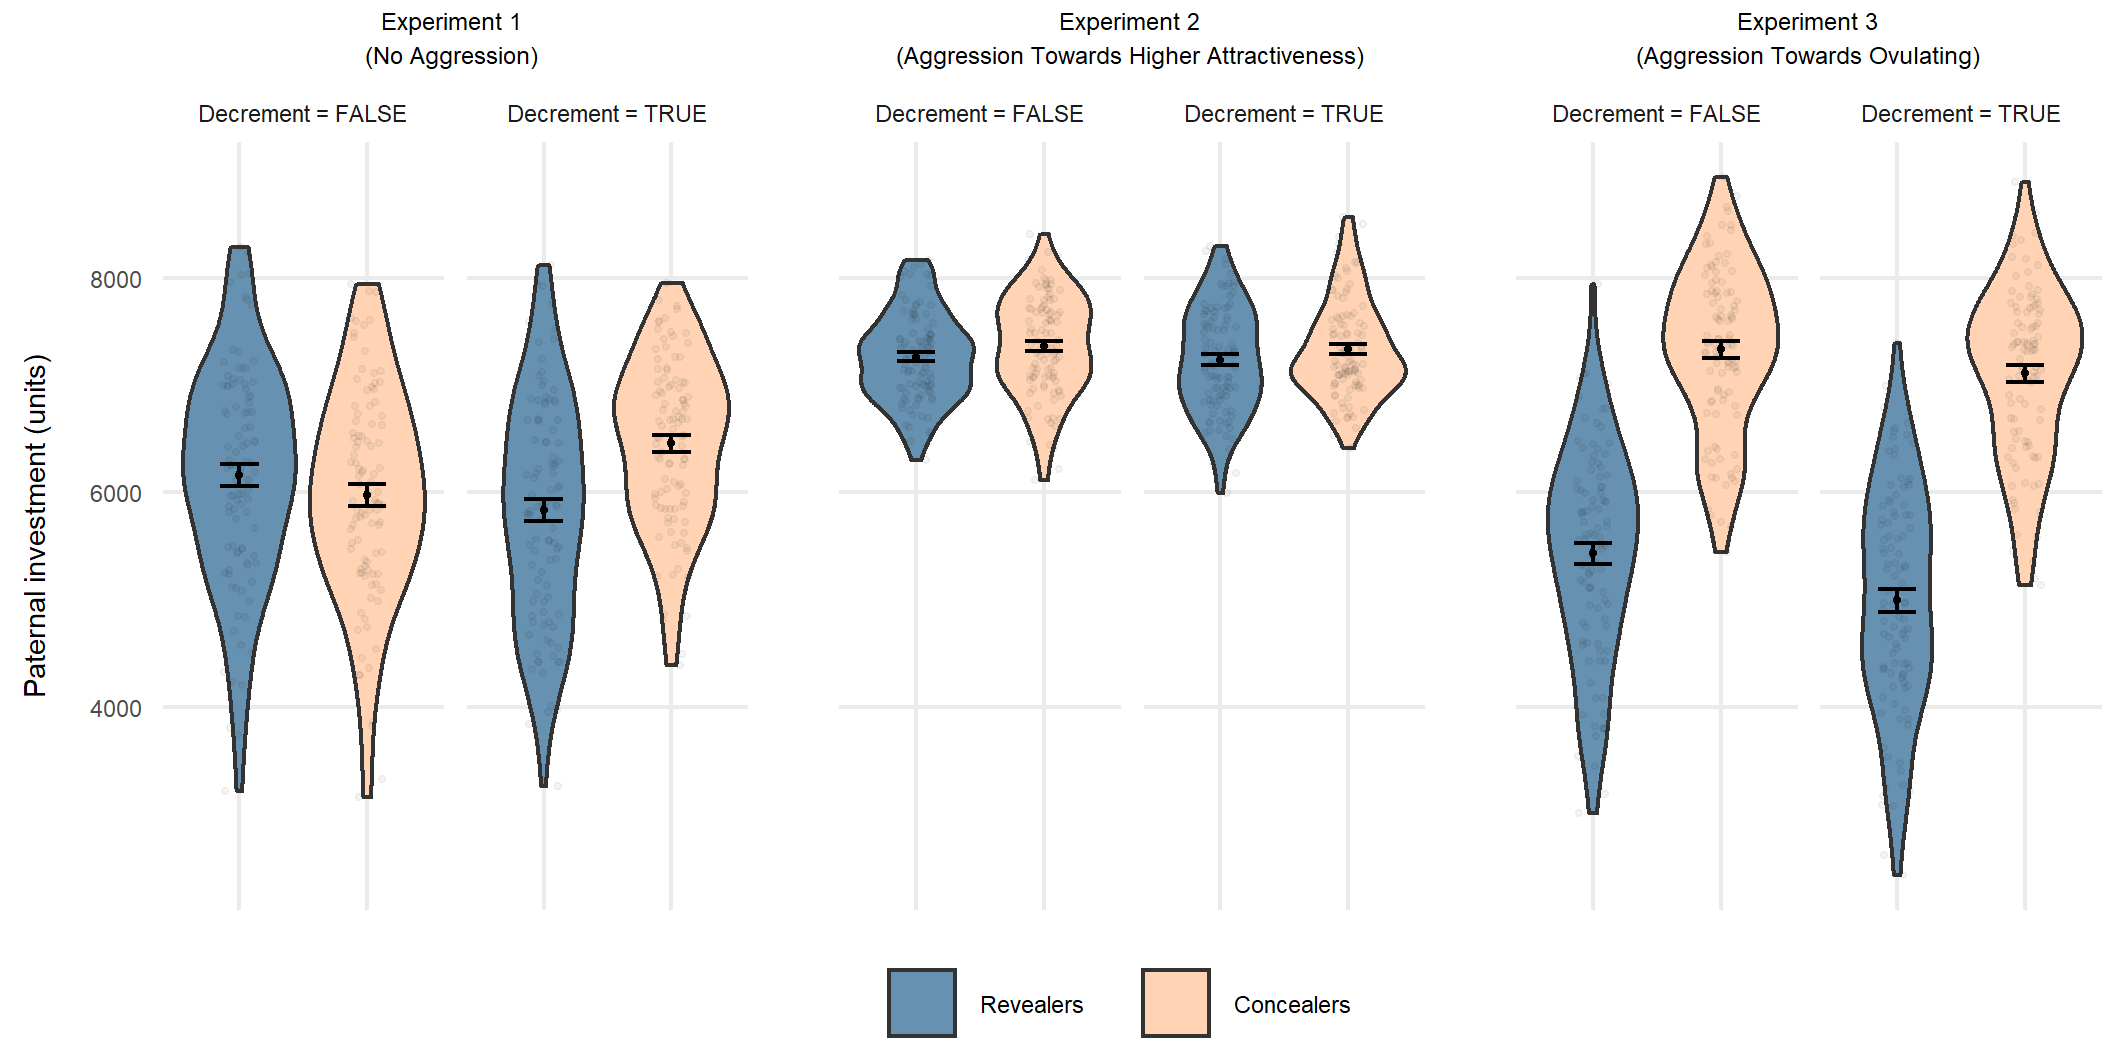 Experiment 1
(No Aggression)
Experiment 2
(Aggression Towards Higher Attractiveness)
Experiment 3
(Aggression Towards Ovulating)
Decrement = FALSE
Decrement = TRUE
Decrement = FALSE
Decrement = TRUE
Decrement = FALSE
Decrement = TRUE
Paternal investment (units)
8000
6000
4000
Revealers
Concealers